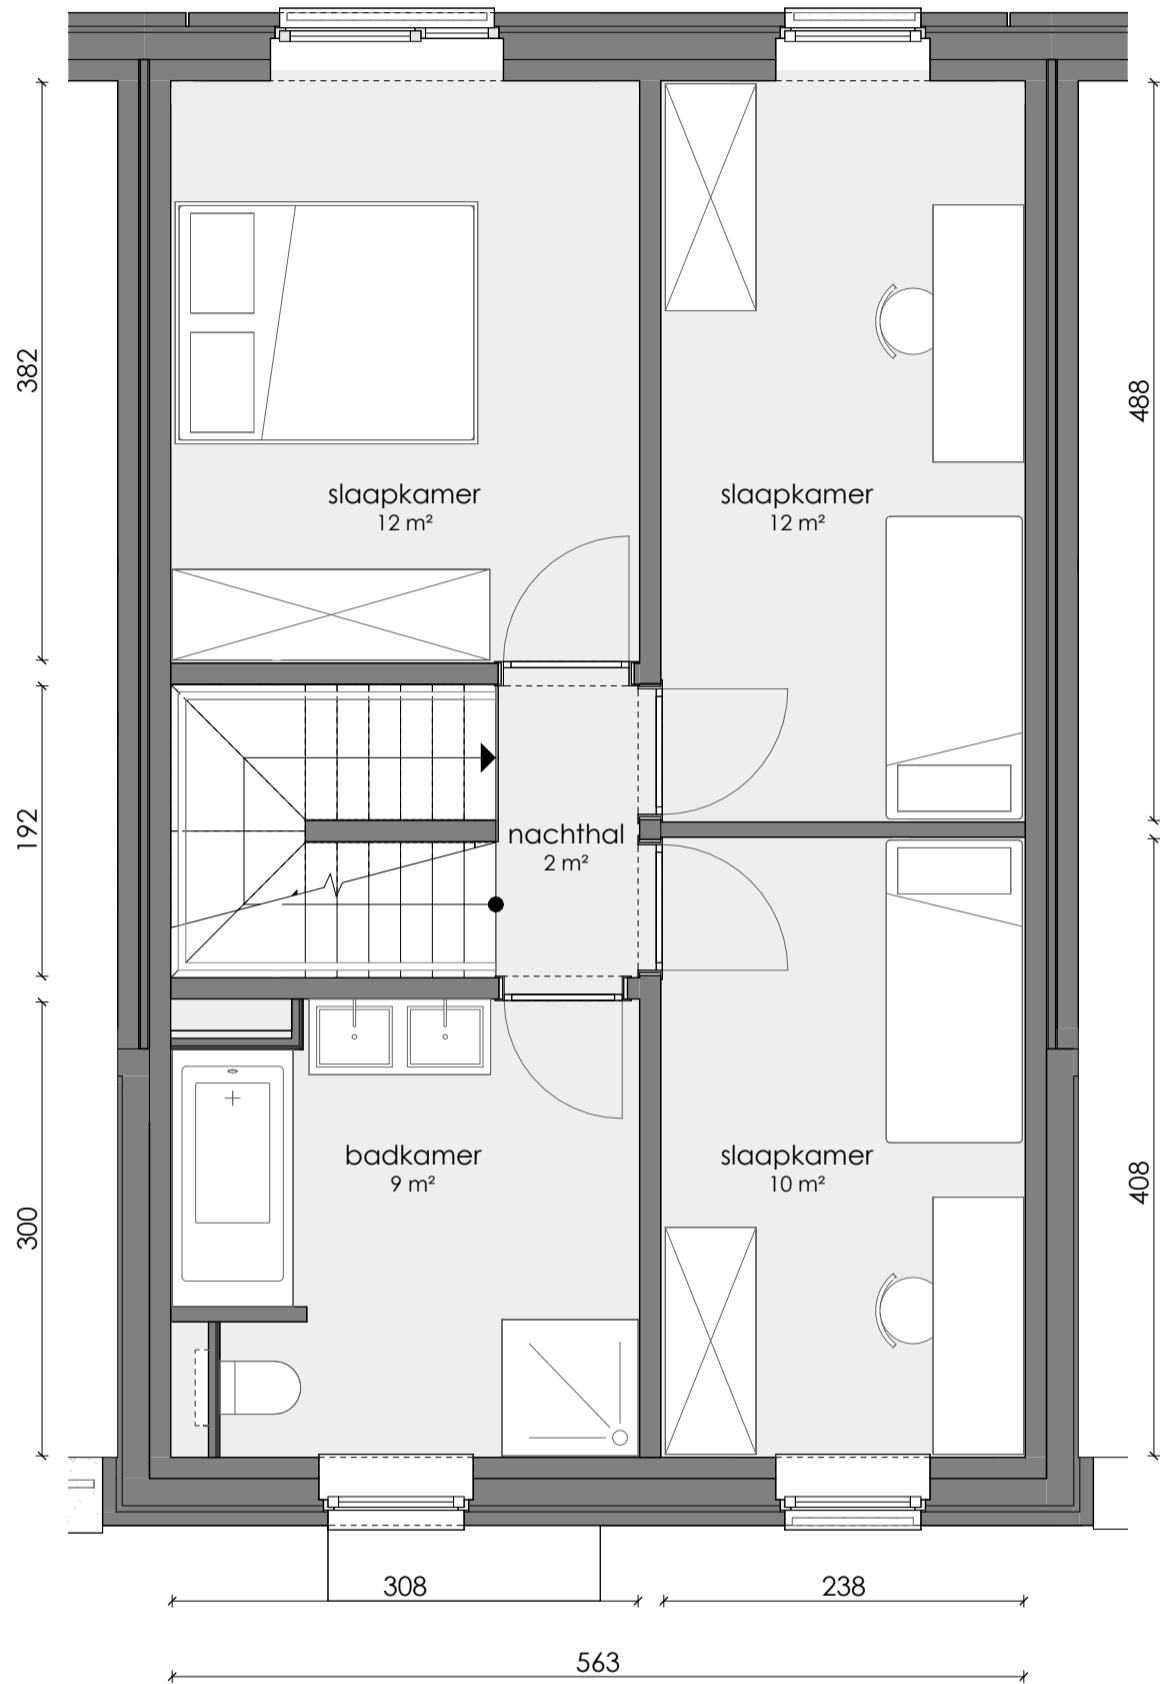 382
488
slaapkamer
12 m²
slaapkamer
12 m²
192
nachthal
2 m²
badkamer
9 m²
slaapkamer
10 m²
300
408
308
238
563